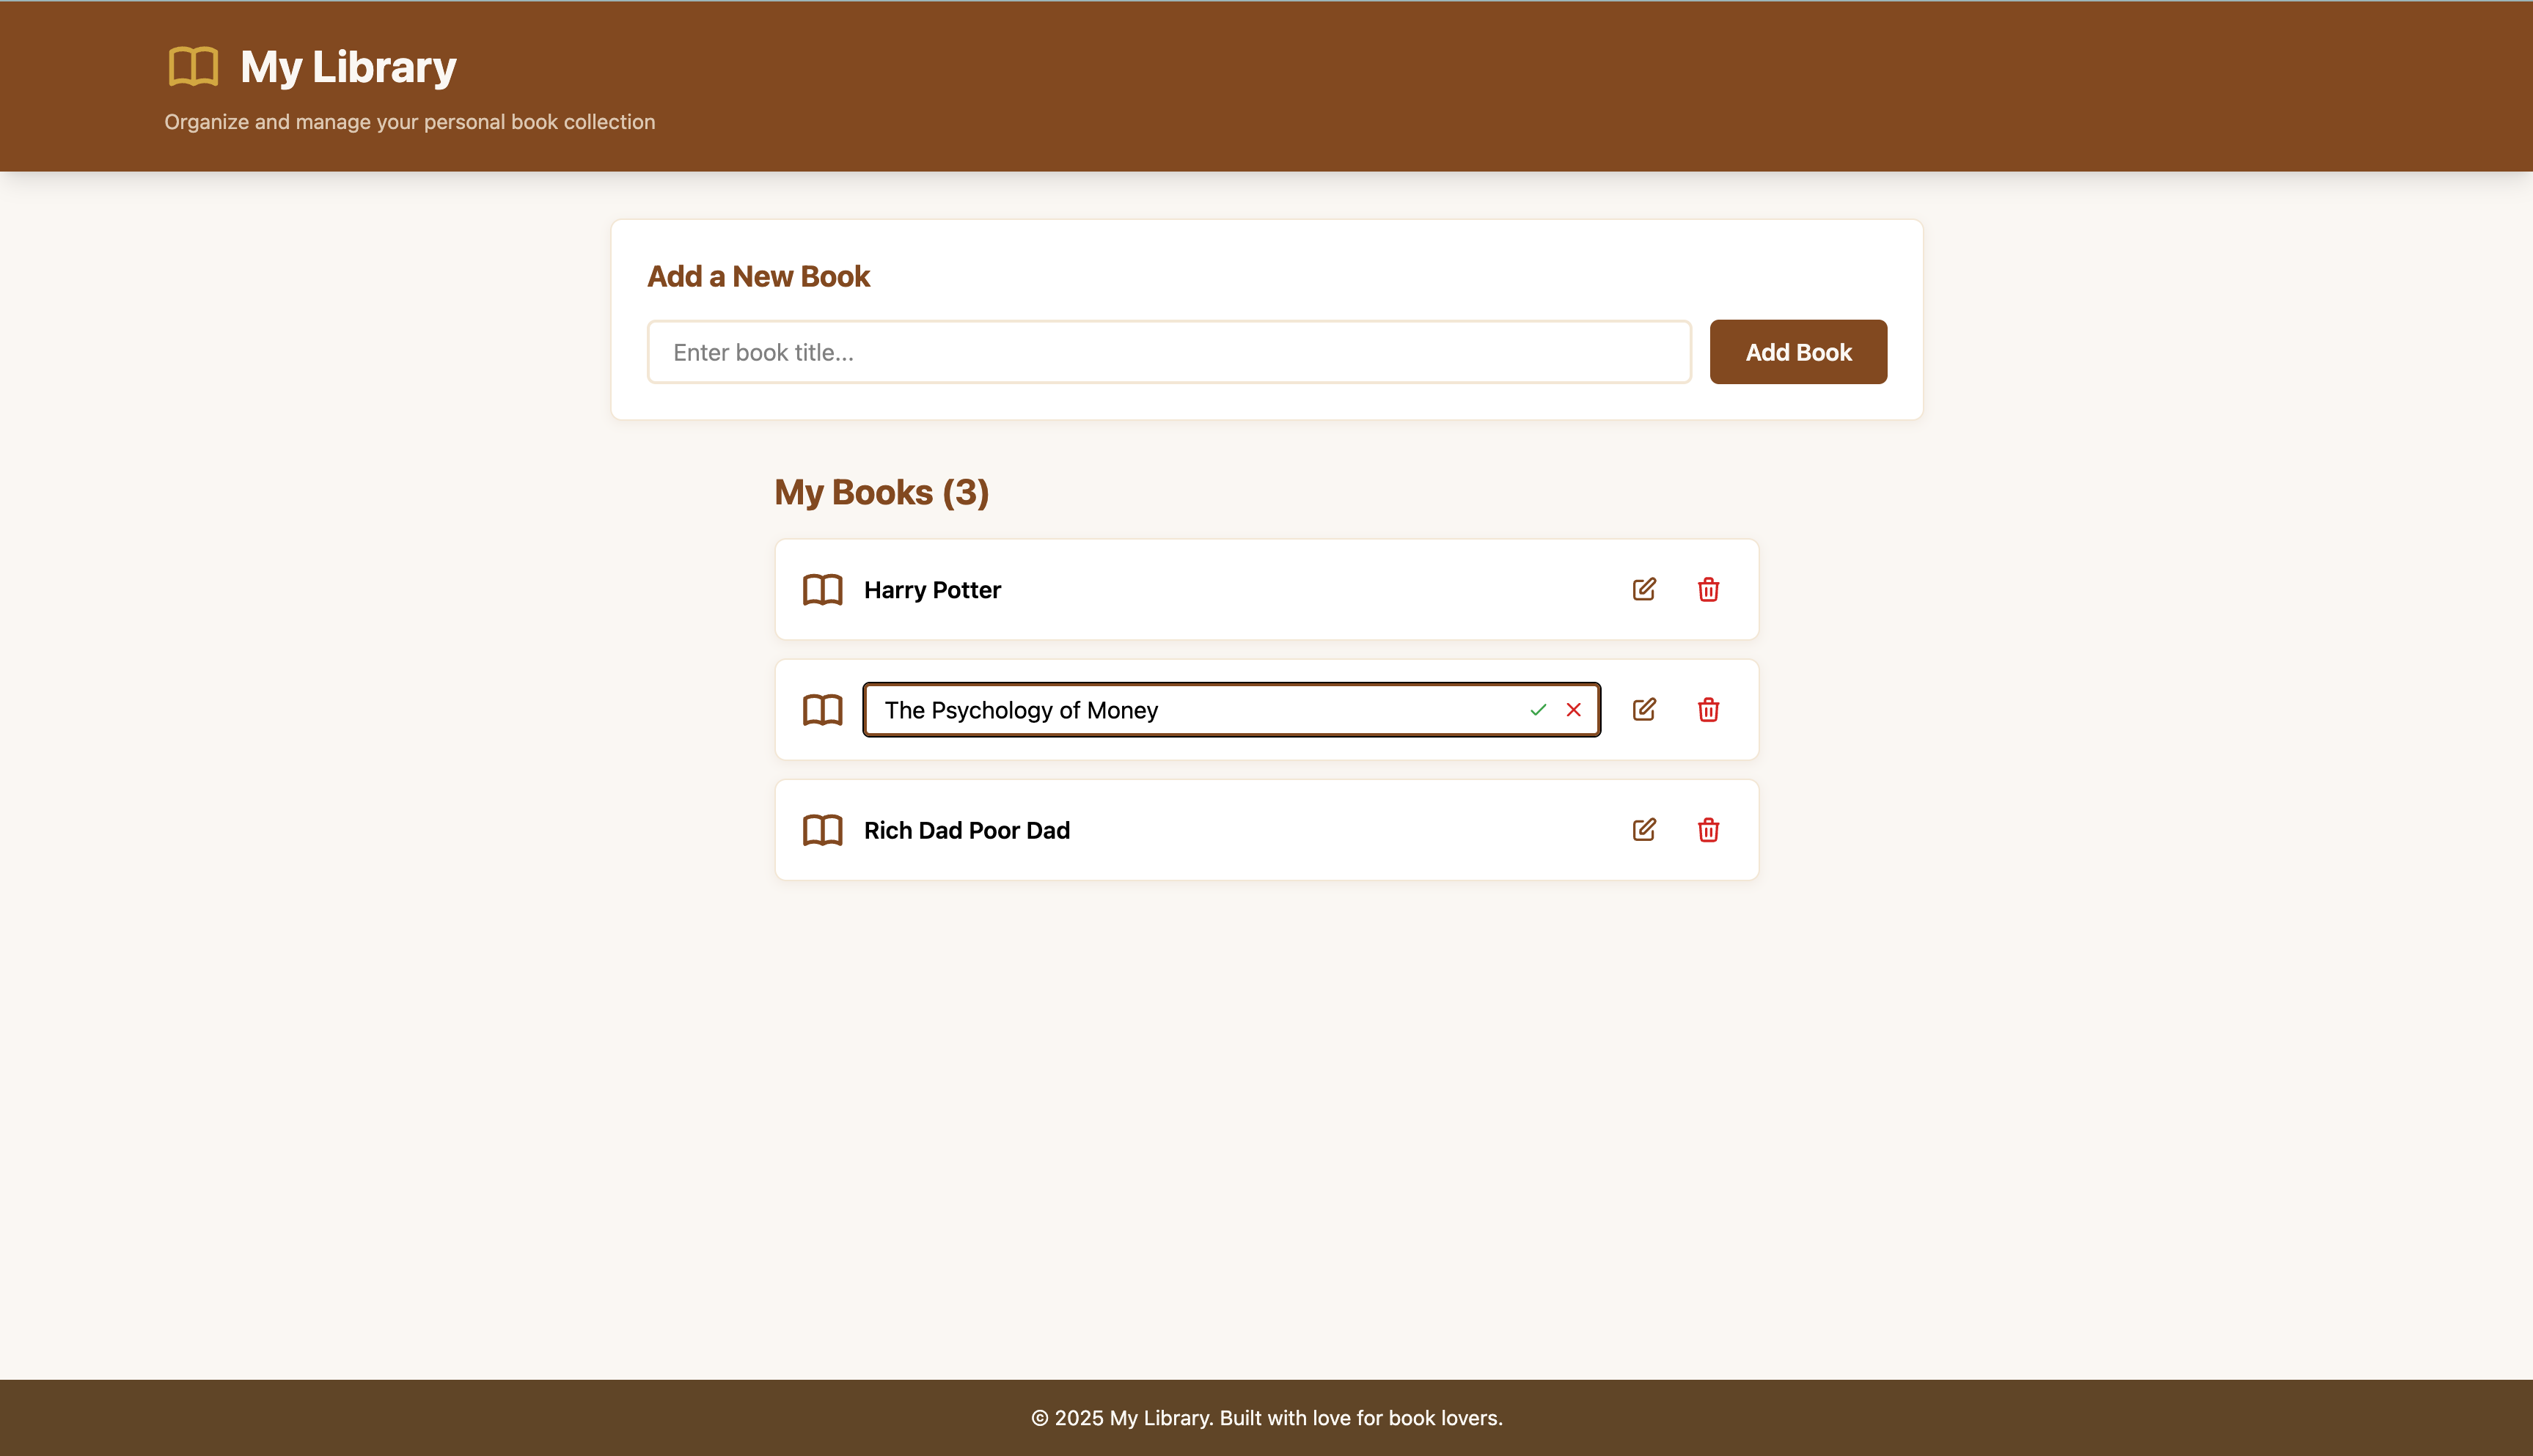 My Library
Organize and manage your personal book collection
Add a New Book
Enter book title...
Add Book
My Books (3)
Harry Potter
The Psychology of Money
Rich Dad Poor Dad
© 2025 My Library. Built with love for book lovers.